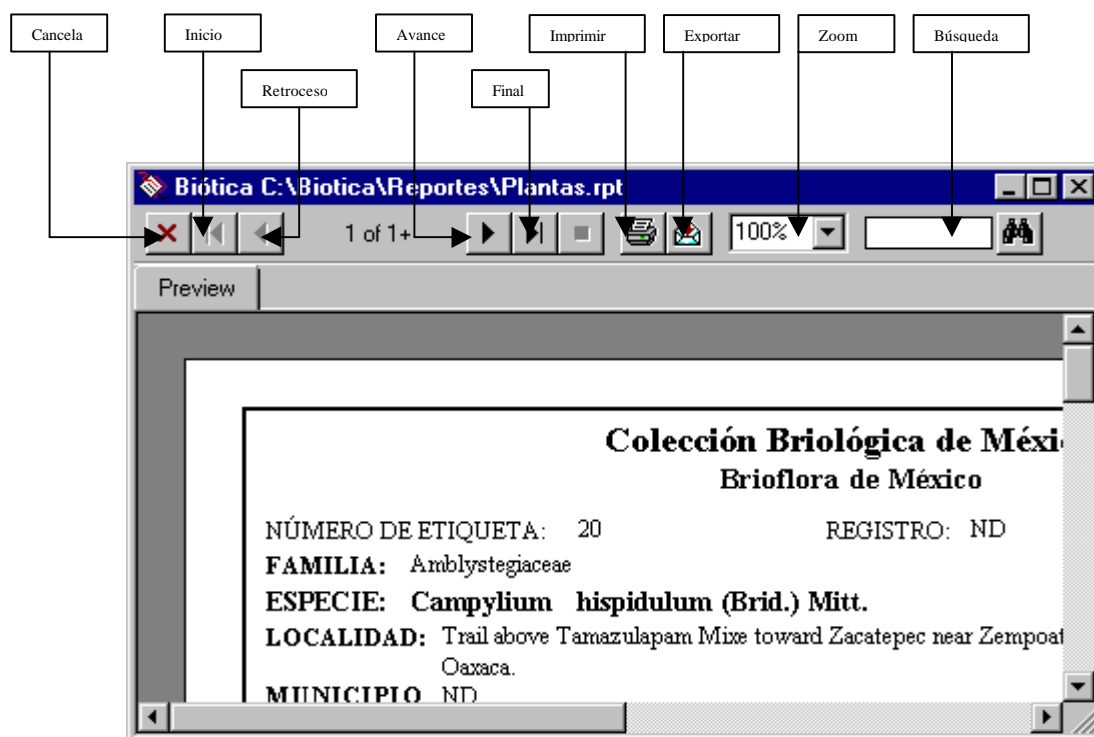 Cancela
Inicio
Avance
Imprimir
Exportar
Zoom
Búsqueda
Retroceso
Final
Biótica C:\Biotica\Reportes\Plantas.rpt
1 of 1+
100%
Preview
Colección Briológica de Méxi
Brioflora de México
NÚMERO DE ETIQUETA: 20 REGISTRO: ND
FAMILIA: Amblystegiaceae
ESPECIE: Campylium hispidulum (Brid.) Mitt.
LOCALIDAD: Trail above Tamazulapam Mixe toward Zacatepec near Zempoat
Oaxaca.
MUNICIPIO ND